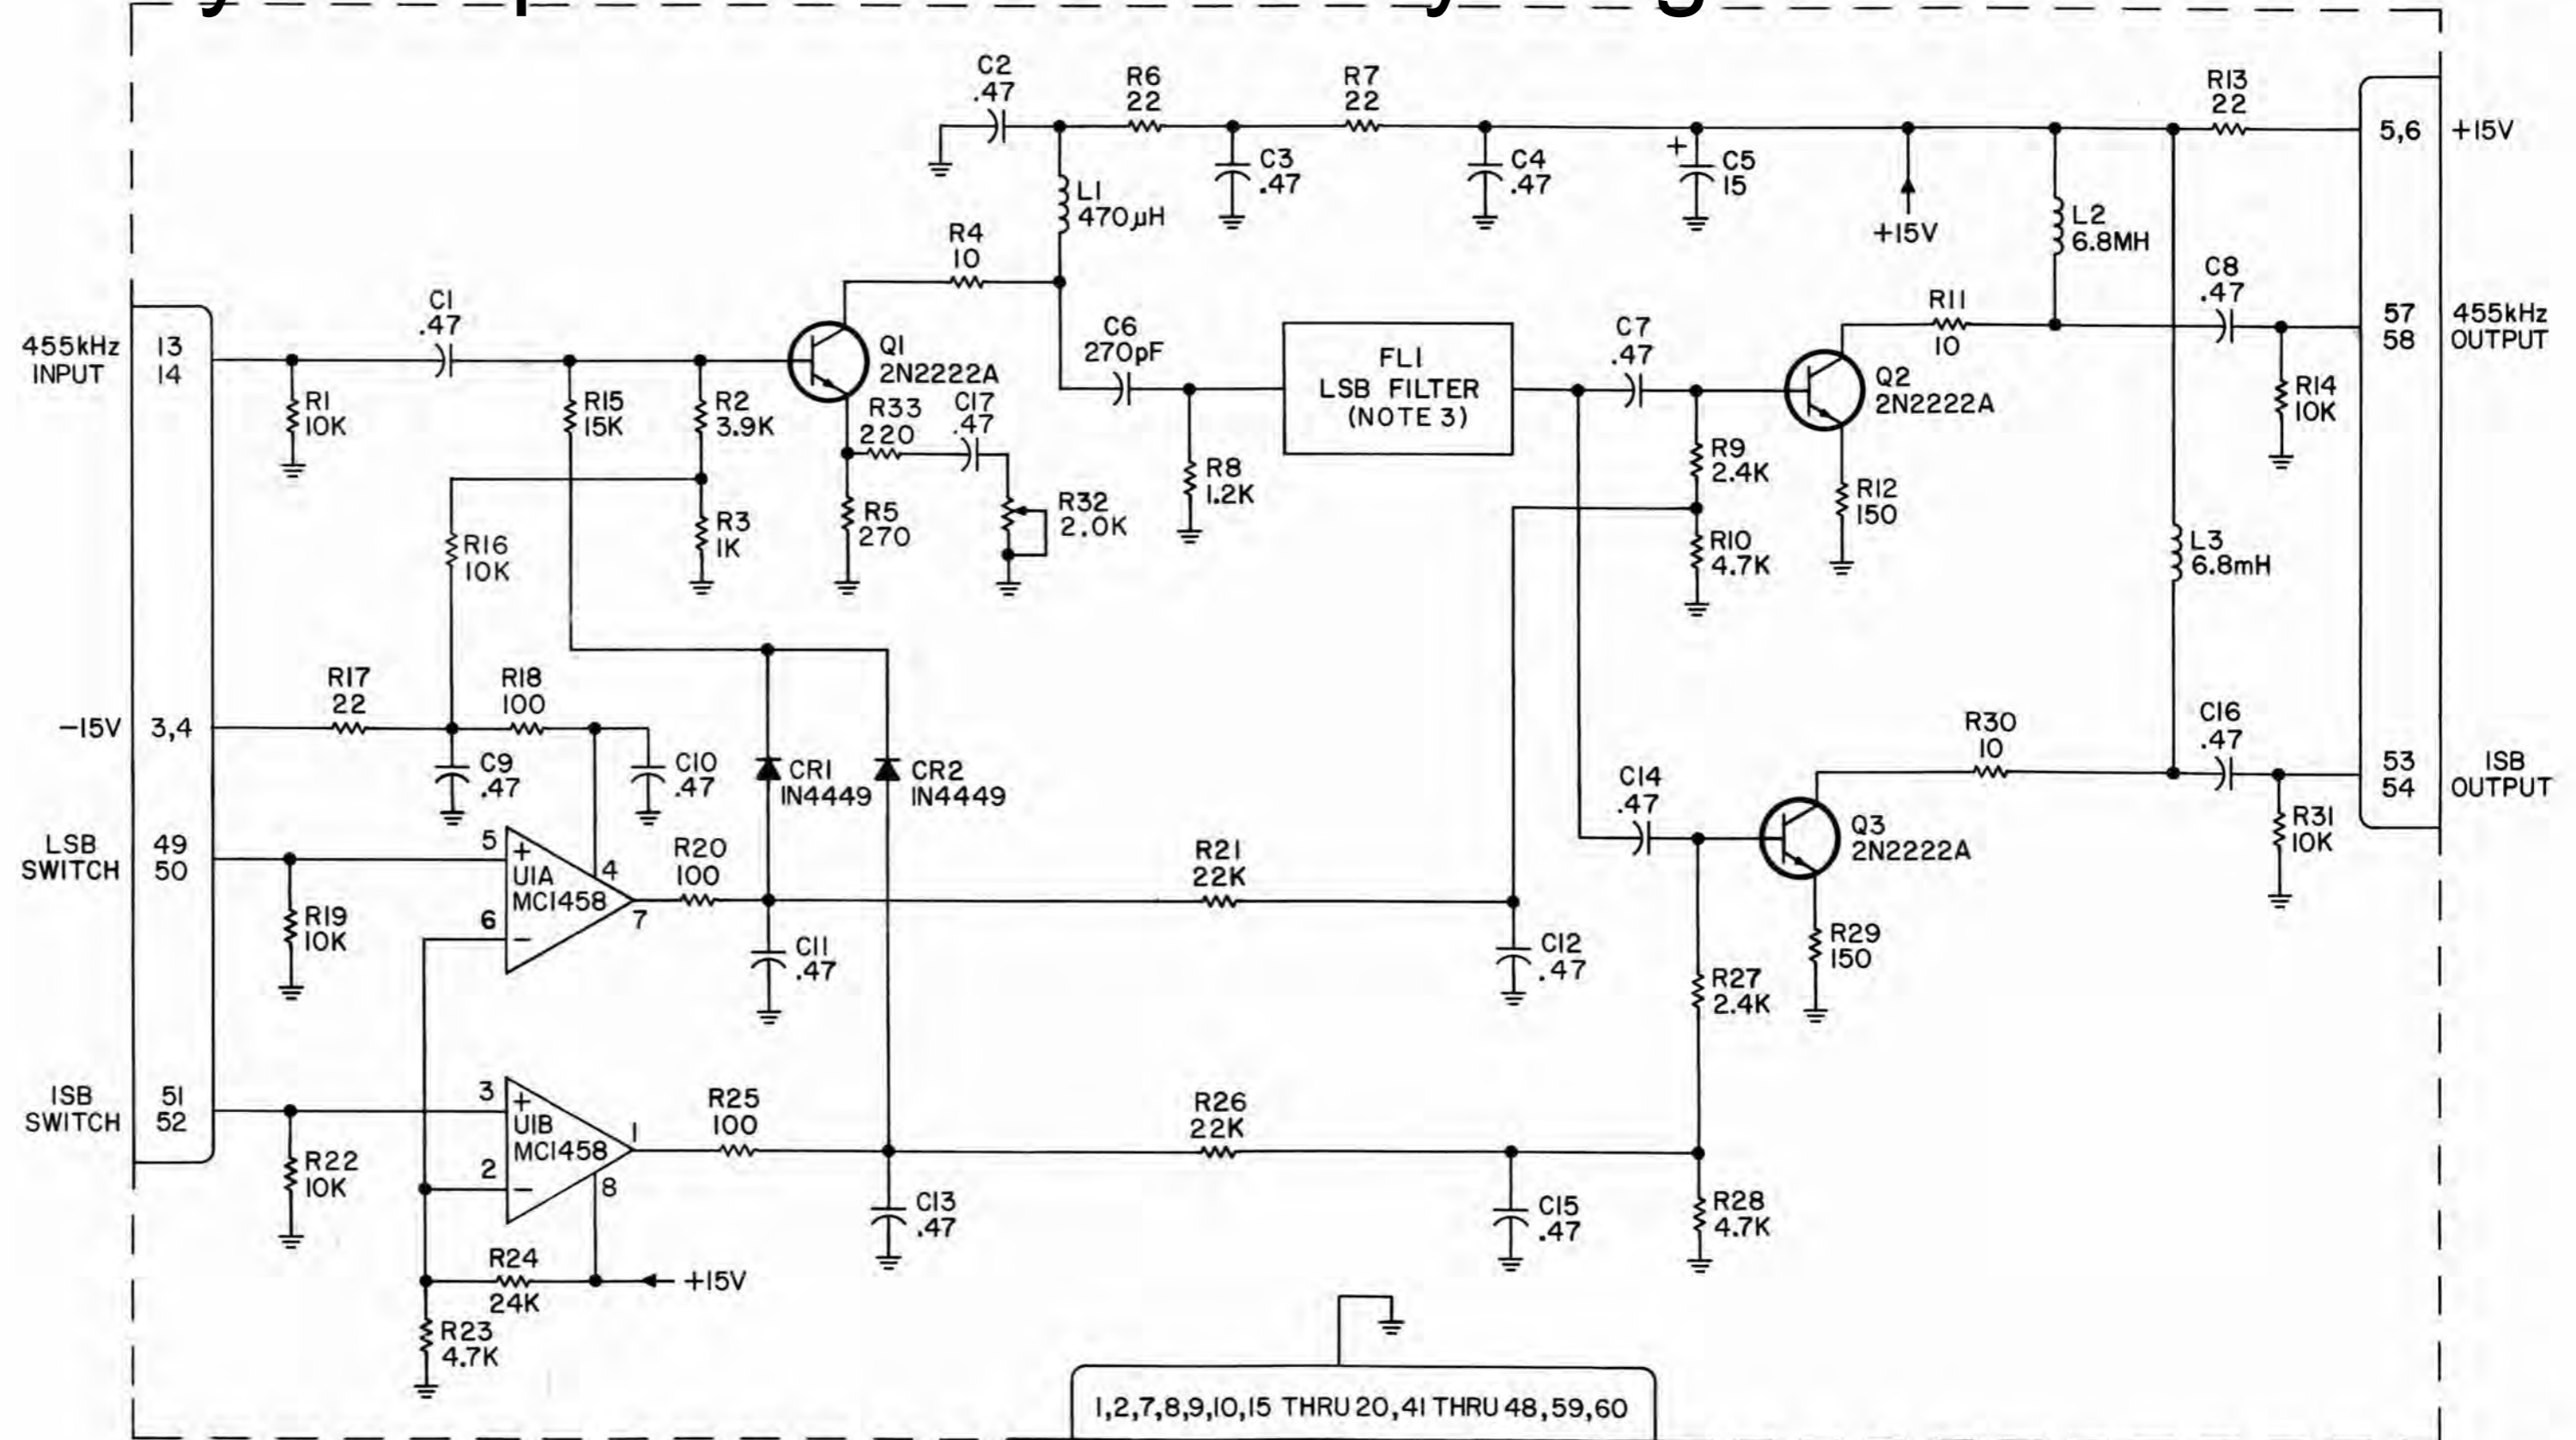 C2
.47
R6
22
R7
22
R13
22
C3
.47
C4
.47
+
C5
15
+15V
5,6
+15V
L1
470µH
L2
6.8MH
R4
10
C8
.47
C1
.47
C6
270pF
C7
.47
R11
10
455kHz
INPUT
13
14
57
58
455kHz
OUTPUT
Q1
2N2222A
FL1
LSB FILTER
(NOTE 3)
Q2
2N2222A
R1
10K
R15
15K
R2
3.9K
R33
220
C17
.47
R14
10K
R8
1.2K
R9
2.4K
R12
150
R16
10K
R3
1K
R5
270
R32
2.0K
R10
4.7K
L3
6.8mH
R17
22
R18
100
-15V
3,4
C9
.47
C10
.47
CR1
IN4449
CR2
IN4449
R30
10
C16
.47
C14
.47
53
54
ISB
OUTPUT
LSB
SWITCH
49
50
5
+
U1A
MC1458
4
6
-
7
R20
100
R21
22K
Q3
2N2222A
R31
10K
R19
10K
C11
.47
C12
.47
R29
150
R27
2.4K
ISB
SWITCH
51
52
3
+
U1B
MC1458
1
2
-
8
R25
100
R26
22K
R22
10K
C13
.47
C15
.47
R28
4.7K
R24
24K
+15V
R23
4.7K
1,2,7,8,9,10,15 THRU 20,41 THRU 48,59,60